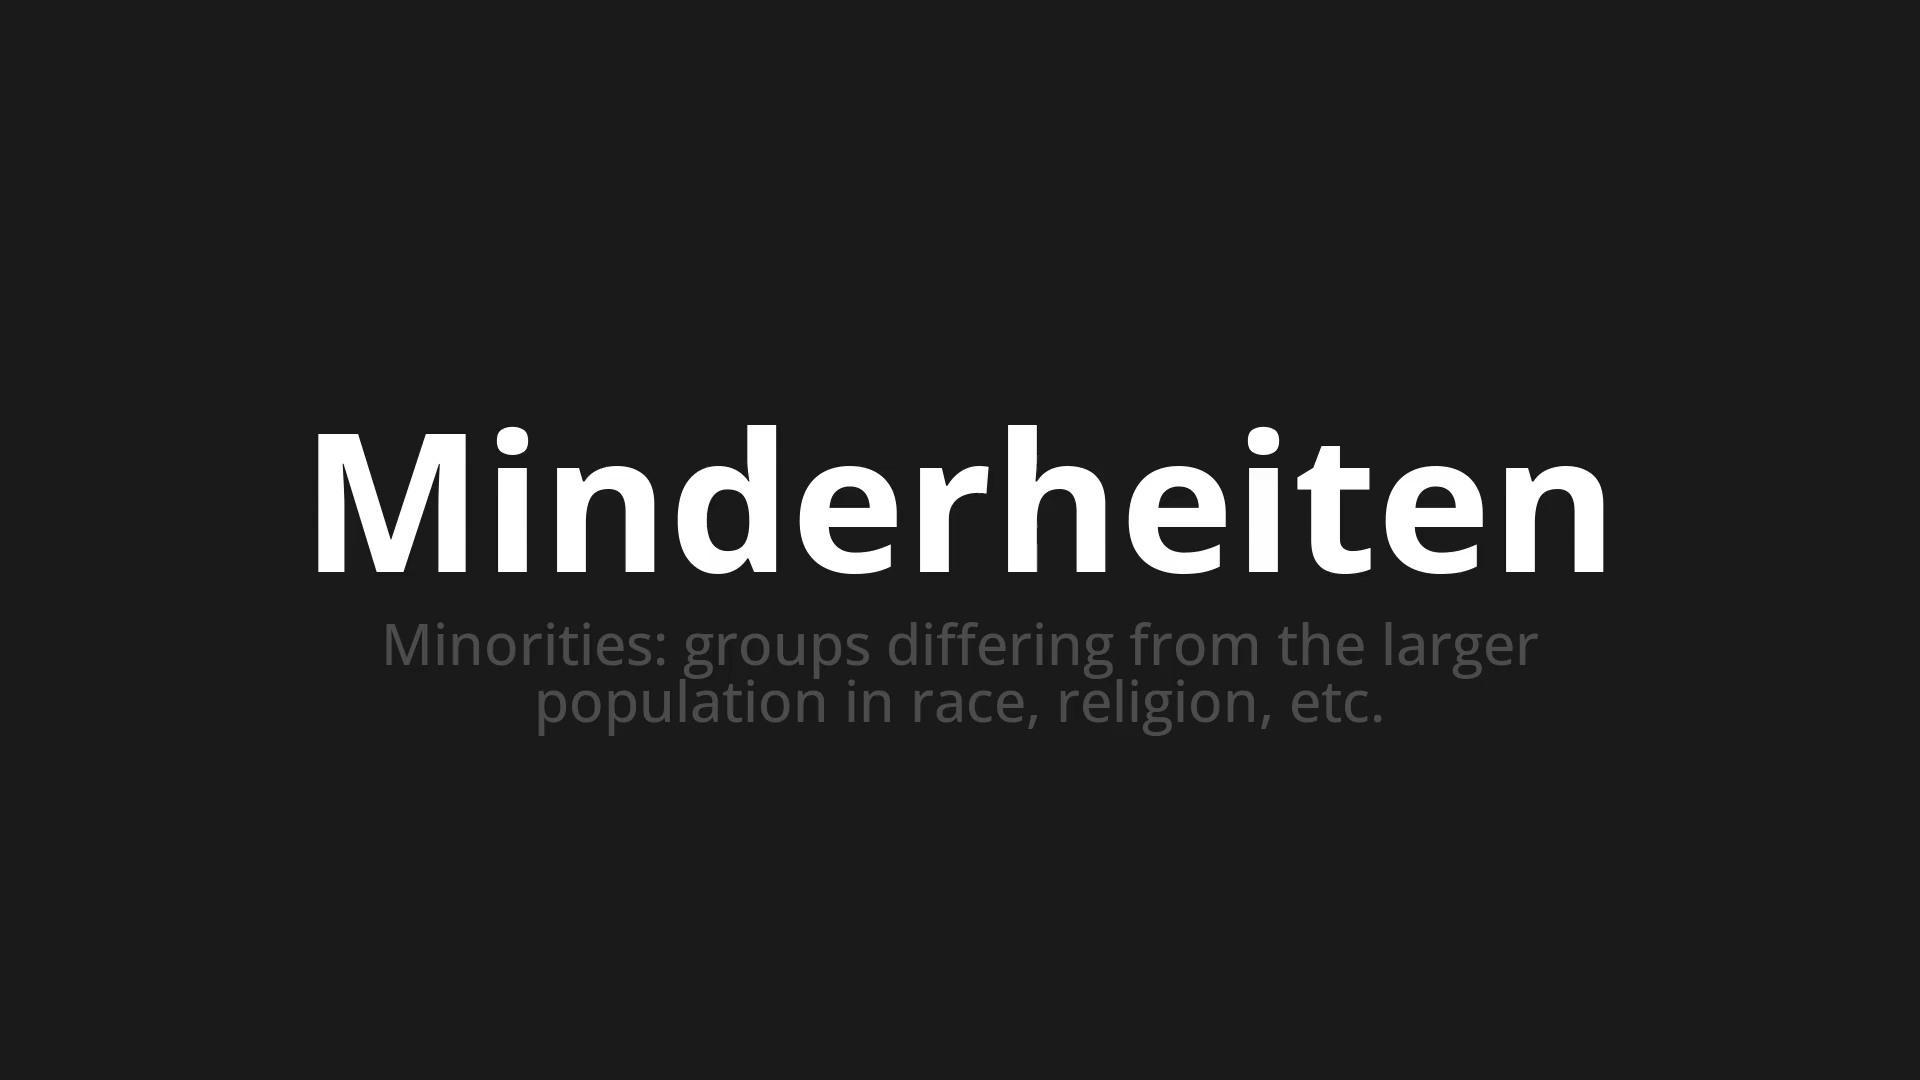 Minderheiten
Minorities: groups differing from the larger
population in race, religion, etc.